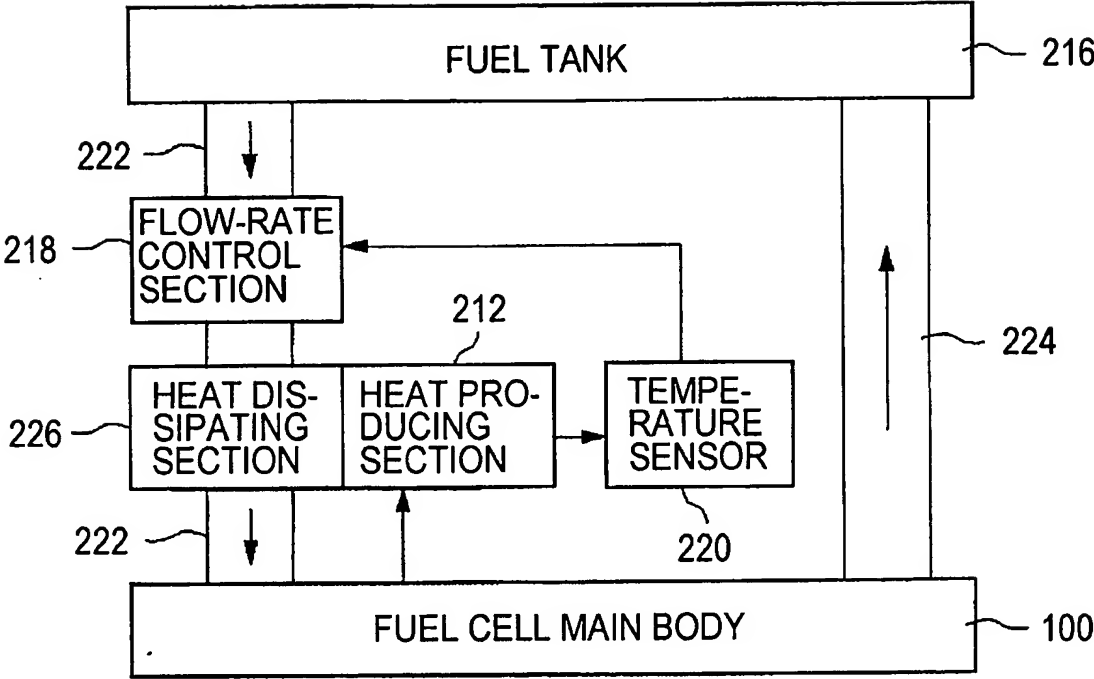 FUEL TANK
216
222
FLOW-RATE
CONTROL
SECTION
218
212
224
HEAT DIS-
SIPATING
SECTION
226
HEAT PRO-
DUCING
SECTION
TEMPE-
RATURE
SENSOR
222
220
FUEL CELL MAIN BODY
100